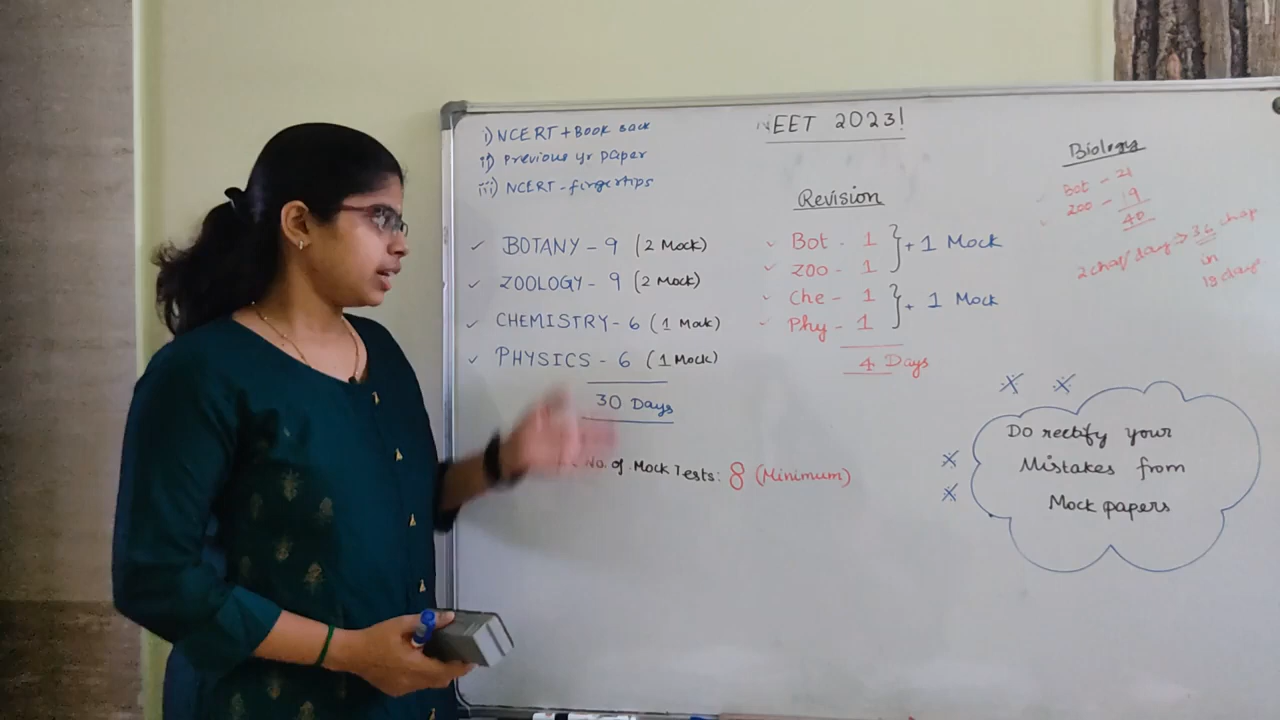 NEET 2023!
i) NCERT + Book back
ii) Previous yr paper
iii) NCERT - fingertips
✓ BOTANY - 9 (2 Mock)
✓ ZOOLOGY - 9 (2 Mock)
✓ CHEMISTRY - 6 (1 Mock)
✓ PHYSICS - 6 (1 Mock)
30 Days
No. of Mock Tests: 8 (Minimum)
Revision
✓ Bot - 1
✓ Zoo - 1
} + 1 Mock
✓ Che - 1
✓ Phy - 1
} + 1 Mock
4 Days
Biology
Bot - 21
Zoo - 19
40
2 chap/day => 36 chap
in
18 days
Do rectify your
Mistakes from
Mock papers